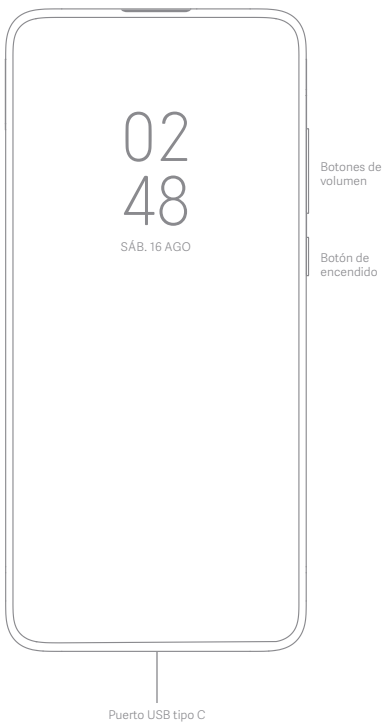 02
48
SÁB. 16 AGO
Botones de
volumen
Botón de
encendido
Puerto USB tipo C